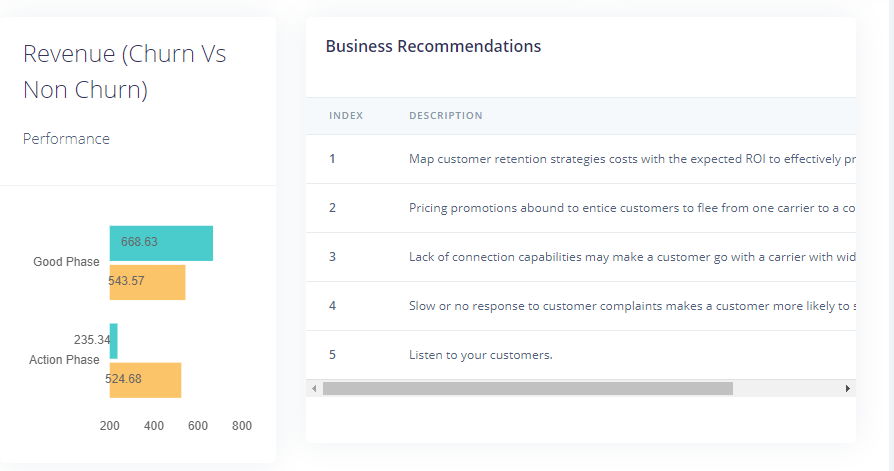 Revenue (Churn Vs
Non Churn)
Performance
668.63
Good Phase
543.57
235.34
Action Phase
524.68
200 400 600 800
Business Recommendations
INDEX DESCRIPTION
1 Map customer retention strategies costs with the expected ROI to effectively pr
2 Pricing promotions abound to entice customers to flee from one carrier to a co
3 Lack of connection capabilities may make a customer go with a carrier with wid
4 Slow or no response to customer complaints makes a customer more likely to s
5 Listen to your customers.